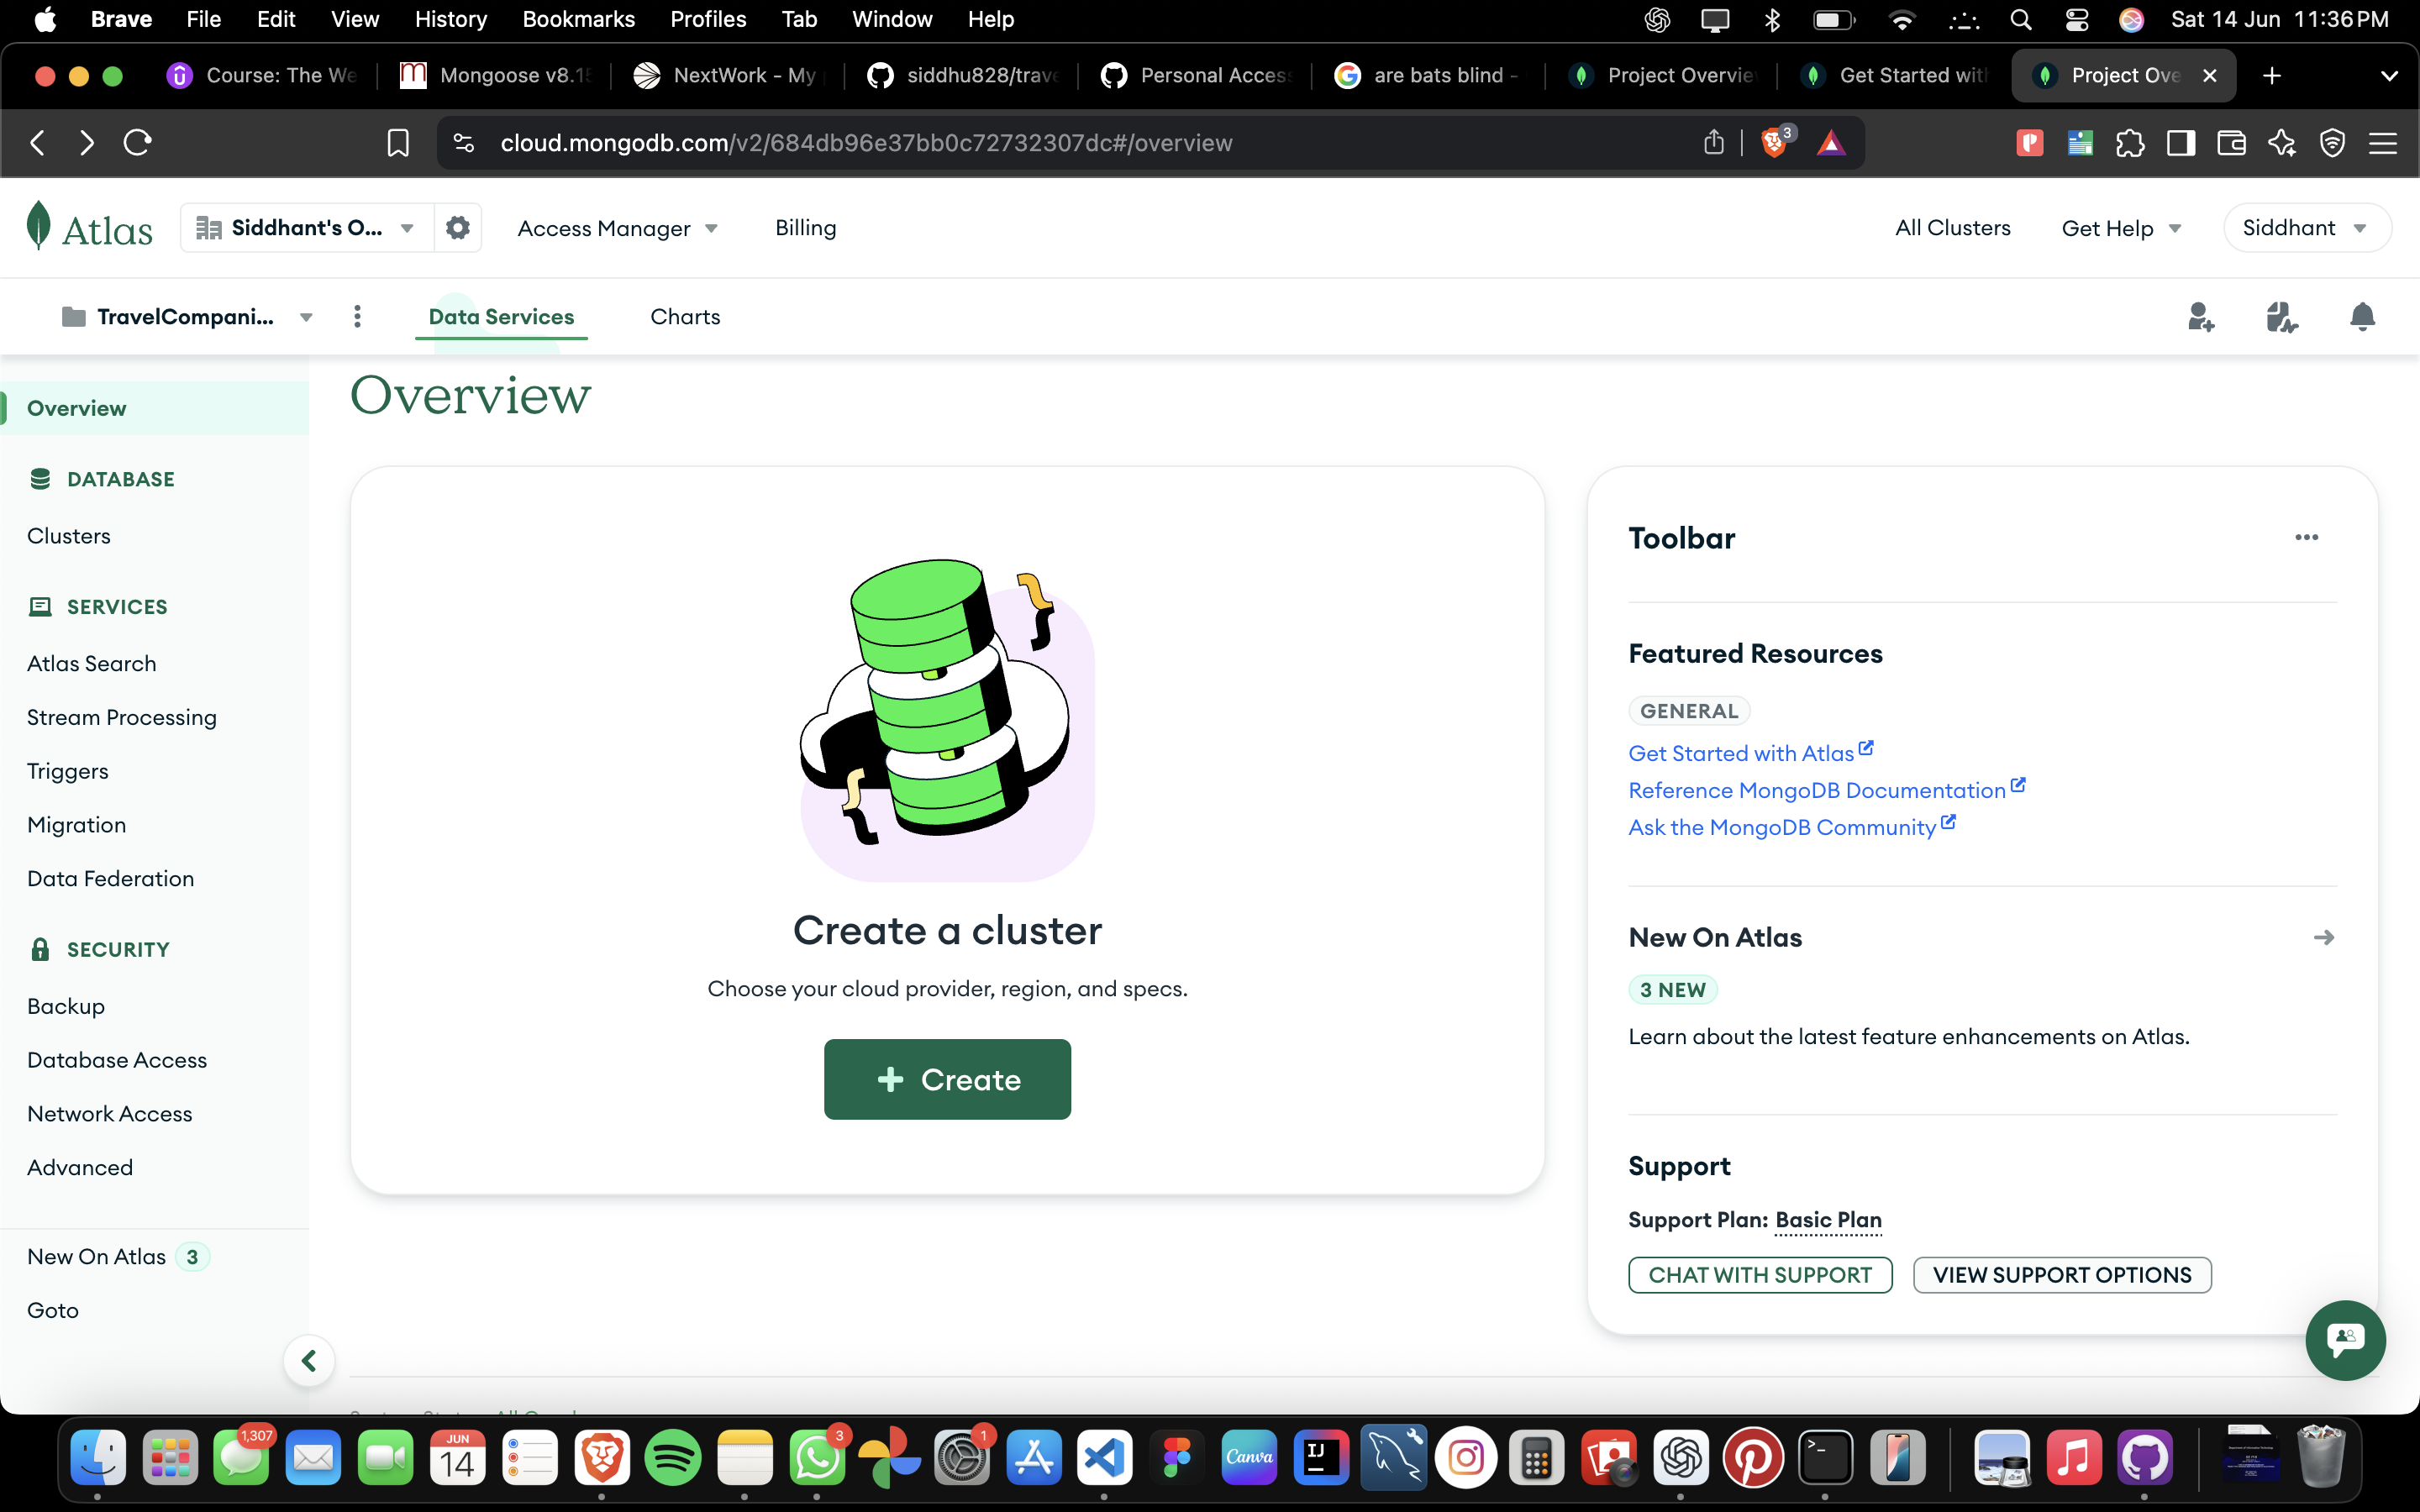 Brave File Edit View History Bookmarks Profiles Tab Window Help Sat 14 Jun 11:36 PM
Course: The We Mongoose v8.15 NextWork - My siddhu828/trave Personal Access are bats blind - Project Overvie Get Started with Project Ove
cloud.mongodb.com/v2/684db96e37bb0c72732307dc#/overview 3
Atlas Siddhant's O... Access Manager Billing All Clusters Get Help Siddhant
TravelCompani... Data Services Charts
Overview
DATABASE
Clusters
SERVICES
Atlas Search
Stream Processing
Triggers
Migration
Data Federation
SECURITY
Backup
Database Access
Network Access
Advanced
New On Atlas 3
Goto
Overview
Create a cluster
Choose your cloud provider, region, and specs.
+ Create
Toolbar
Featured Resources
GENERAL
Get Started with Atlas
Reference MongoDB Documentation
Ask the MongoDB Community
New On Atlas
3 NEW
Learn about the latest feature enhancements on Atlas.
Support
Support Plan: Basic Plan
CHAT WITH SUPPORT VIEW SUPPORT OPTIONS
1,307 JUN 14 3 1 Canva IJ